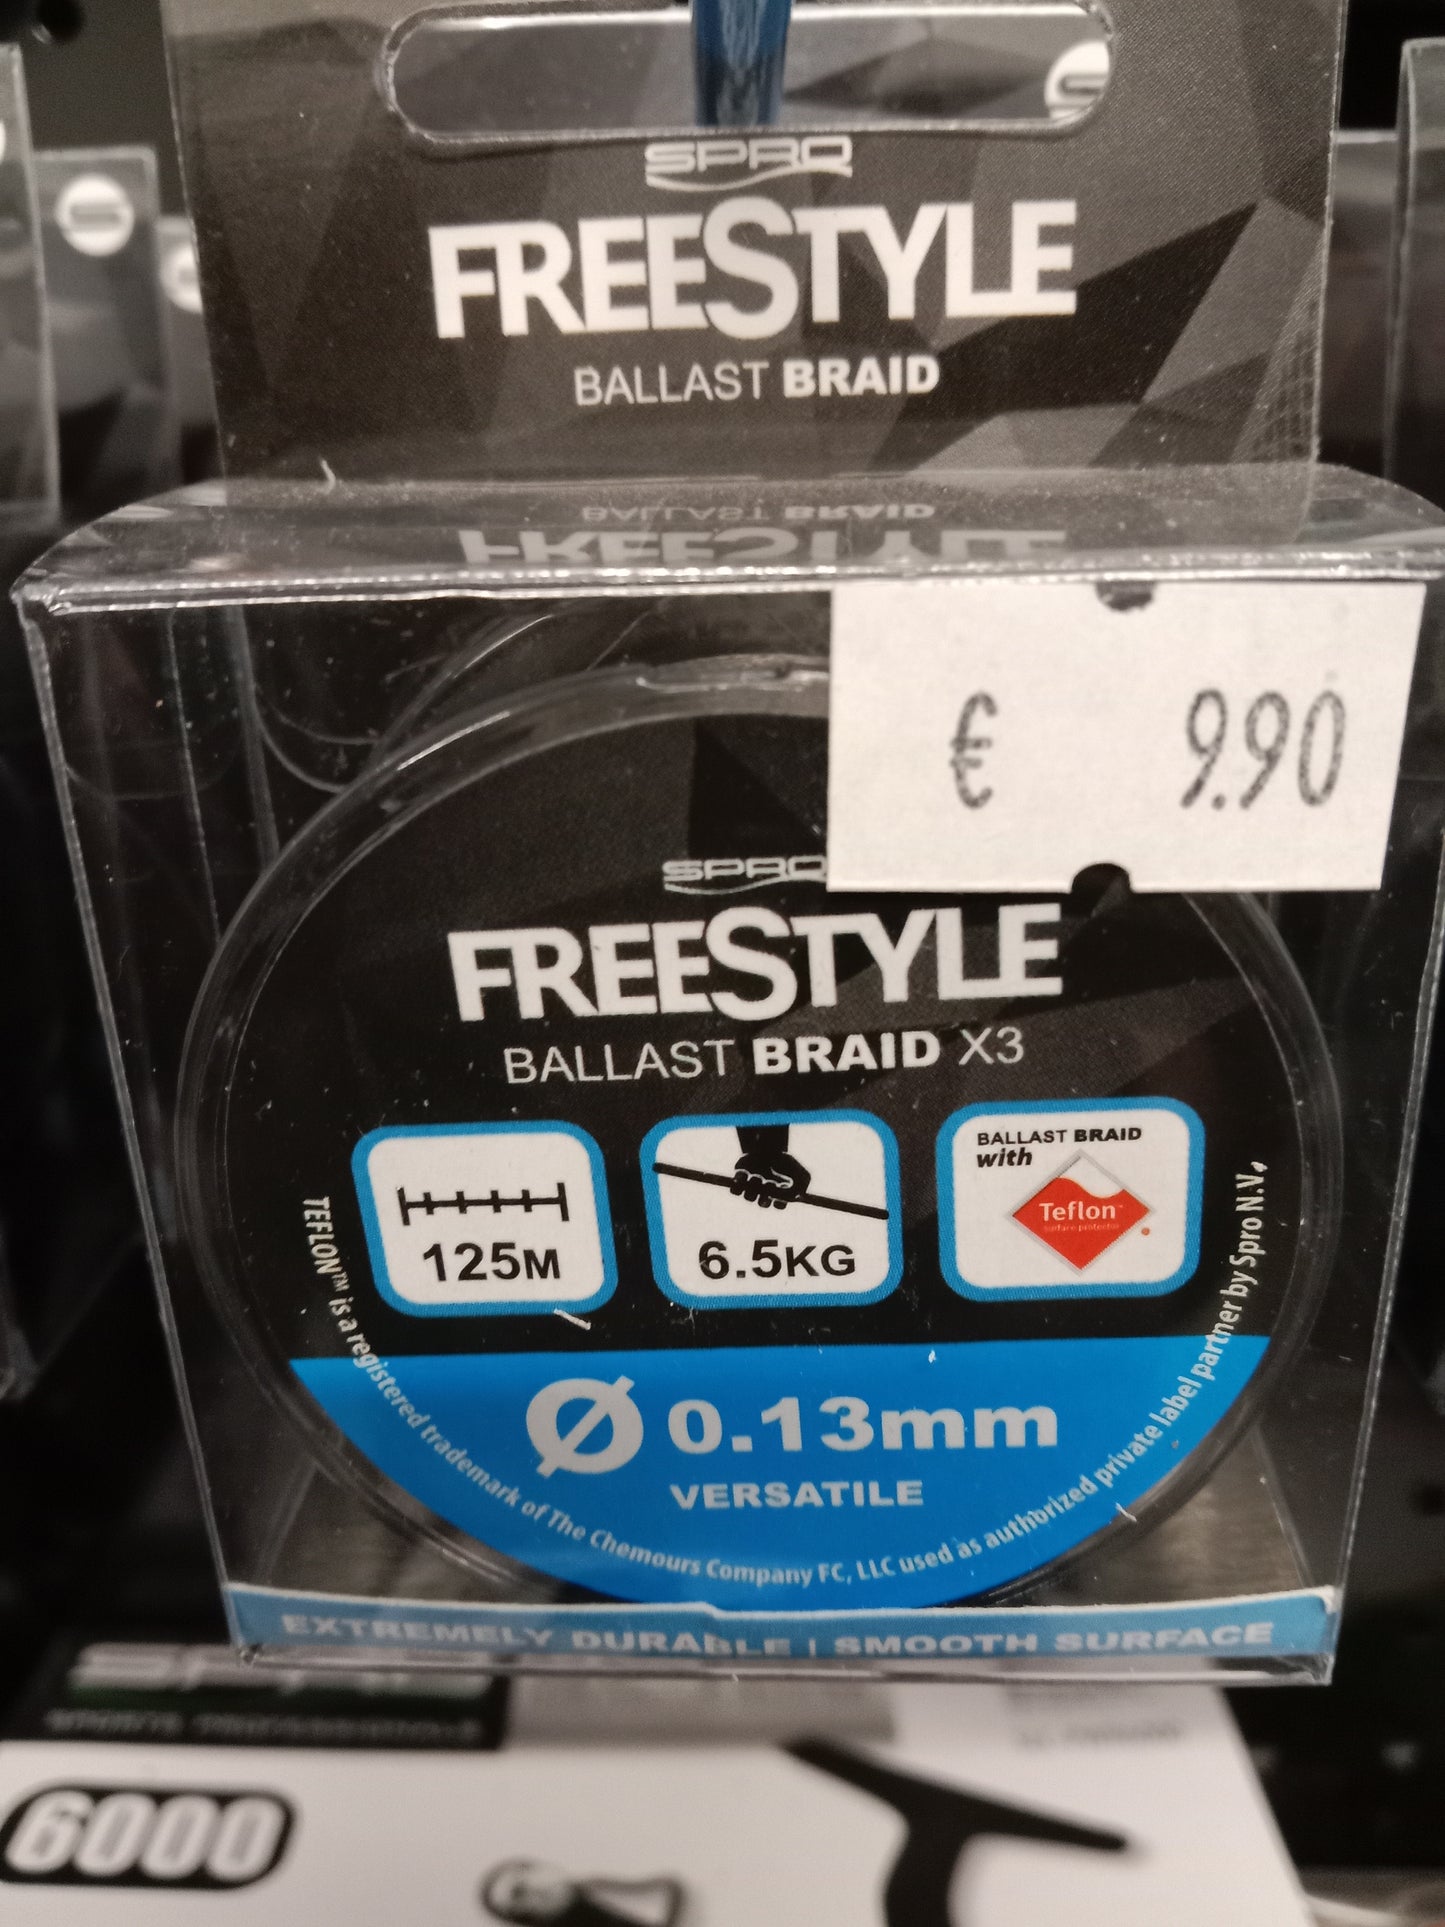 SPRO
FREESTYLE
BALLAST BRAID
BALLAST BRAID
FREESTYLE
€ 9.90
SPRO
FREESTYLE
BALLAST BRAID X3
125M
6.5KG
BALLAST BRAID
with
Teflon
surface protector
TEFLON™ is a registered trademark of The Chemours Company FC, LLC used as authorized private label partner by Spro N.V.
Ø 0.13mm
VERSATILE
EXTREMELY DURABLE | SMOOTH SURFACE
6000